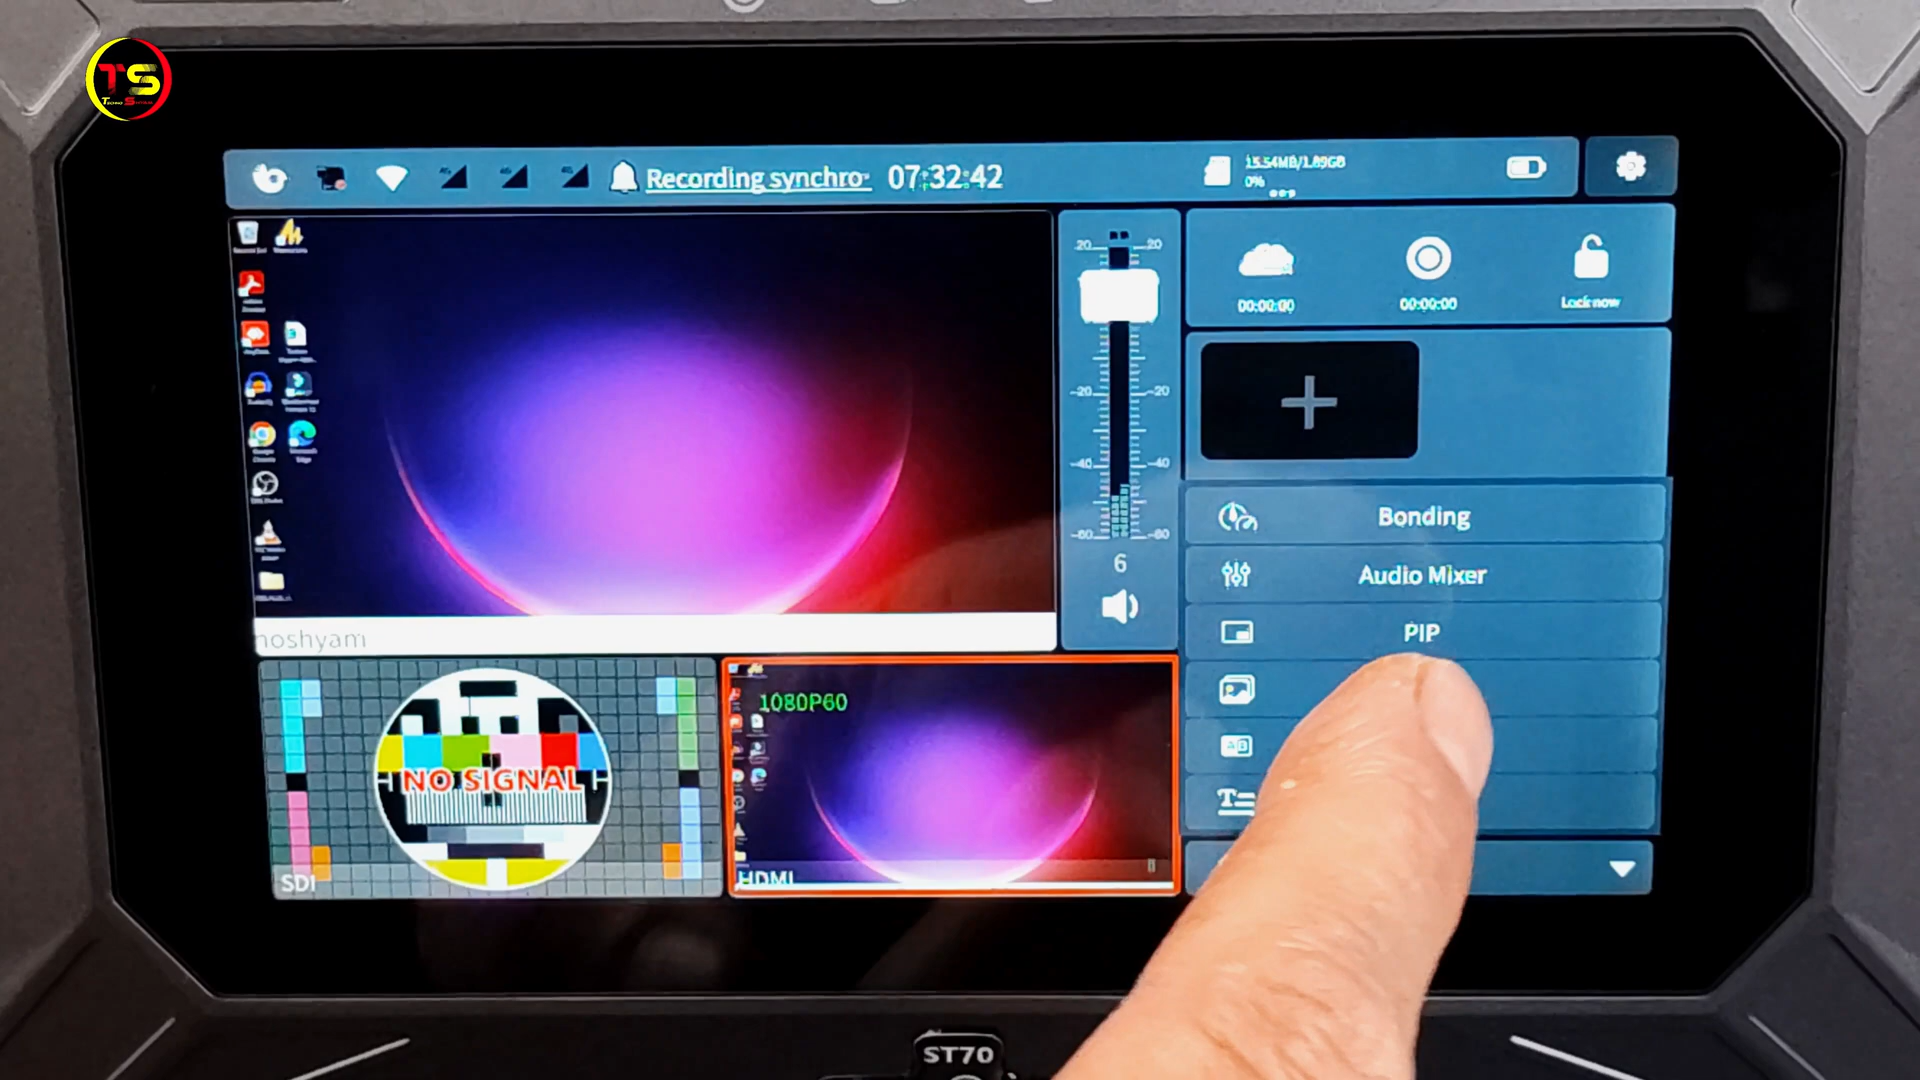 TS
Recording synchro 07:32:42
15.54MB/1.89GB
0%
20 20
-20 -20
-40 -40
-60 -60
6
00:00:00
00:00:00
Lock now
Bonding
Audio Mixer
PIP
noshyam
NO SIGNAL
SDI
1080P60
HDMI
ST70